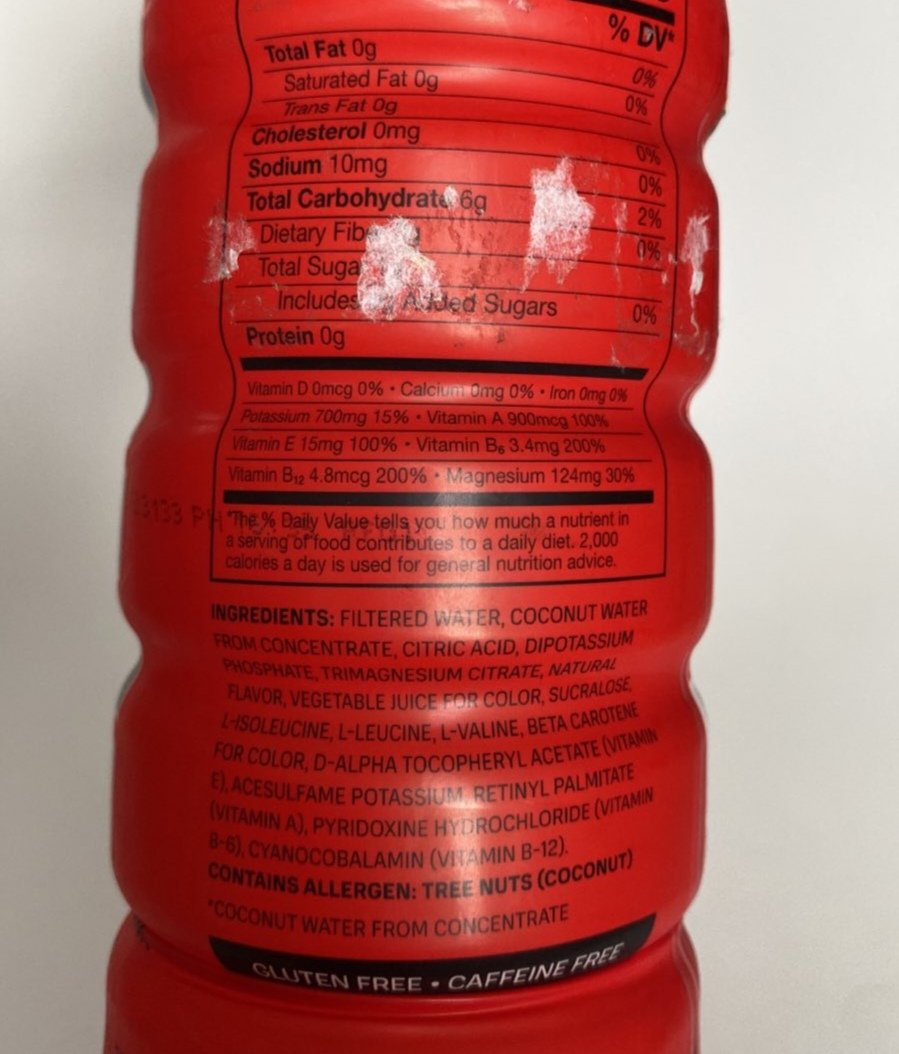 % DV*
Total Fat 0g 0%
Saturated Fat 0g 0%
Trans Fat 0g
Cholesterol 0mg 0%
Sodium 10mg 0%
Total Carbohydrate 6g 2%
Dietary 0%
Total
Includes Added Sugars 0%
Protein 0g
Vitamin D 0mcg 0% • Calcium 0mg 0% • Iron 0mg 0%
Potassium 700mg 15% • Vitamin A 900mcg 100%
Vitamin E 15mg 100% • Vitamin B₆ 3.4mg 200%
Vitamin B₁₂ 4.8mcg 200% • Magnesium 124mg 30%
*The % Daily Value tells you how much a nutrient in
a serving of food contributes to a daily diet. 2,000
calories a day is used for general nutrition advice.
INGREDIENTS: FILTERED WATER, COCONUT WATER
FROM CONCENTRATE, CITRIC ACID, DIPOTASSIUM
PHOSPHATE, TRIMAGNESIUM CITRATE, NATURAL
FLAVOR, VEGETABLE JUICE FOR COLOR, SUCRALOSE,
L-ISOLEUCINE, L-LEUCINE, L-VALINE, BETA CAROTENE
FOR COLOR, D-ALPHA TOCOPHERYL ACETATE (VITAMIN
E), ACESULFAME POTASSIUM, RETINYL PALMITATE
(VITAMIN A), PYRIDOXINE HYDROCHLORIDE (VITAMIN
B-6), CYANOCOBALAMIN (VITAMIN B-12).
CONTAINS ALLERGEN: TREE NUTS (COCONUT)
*COCONUT WATER FROM CONCENTRATE
GLUTEN FREE • CAFFEINE FREE